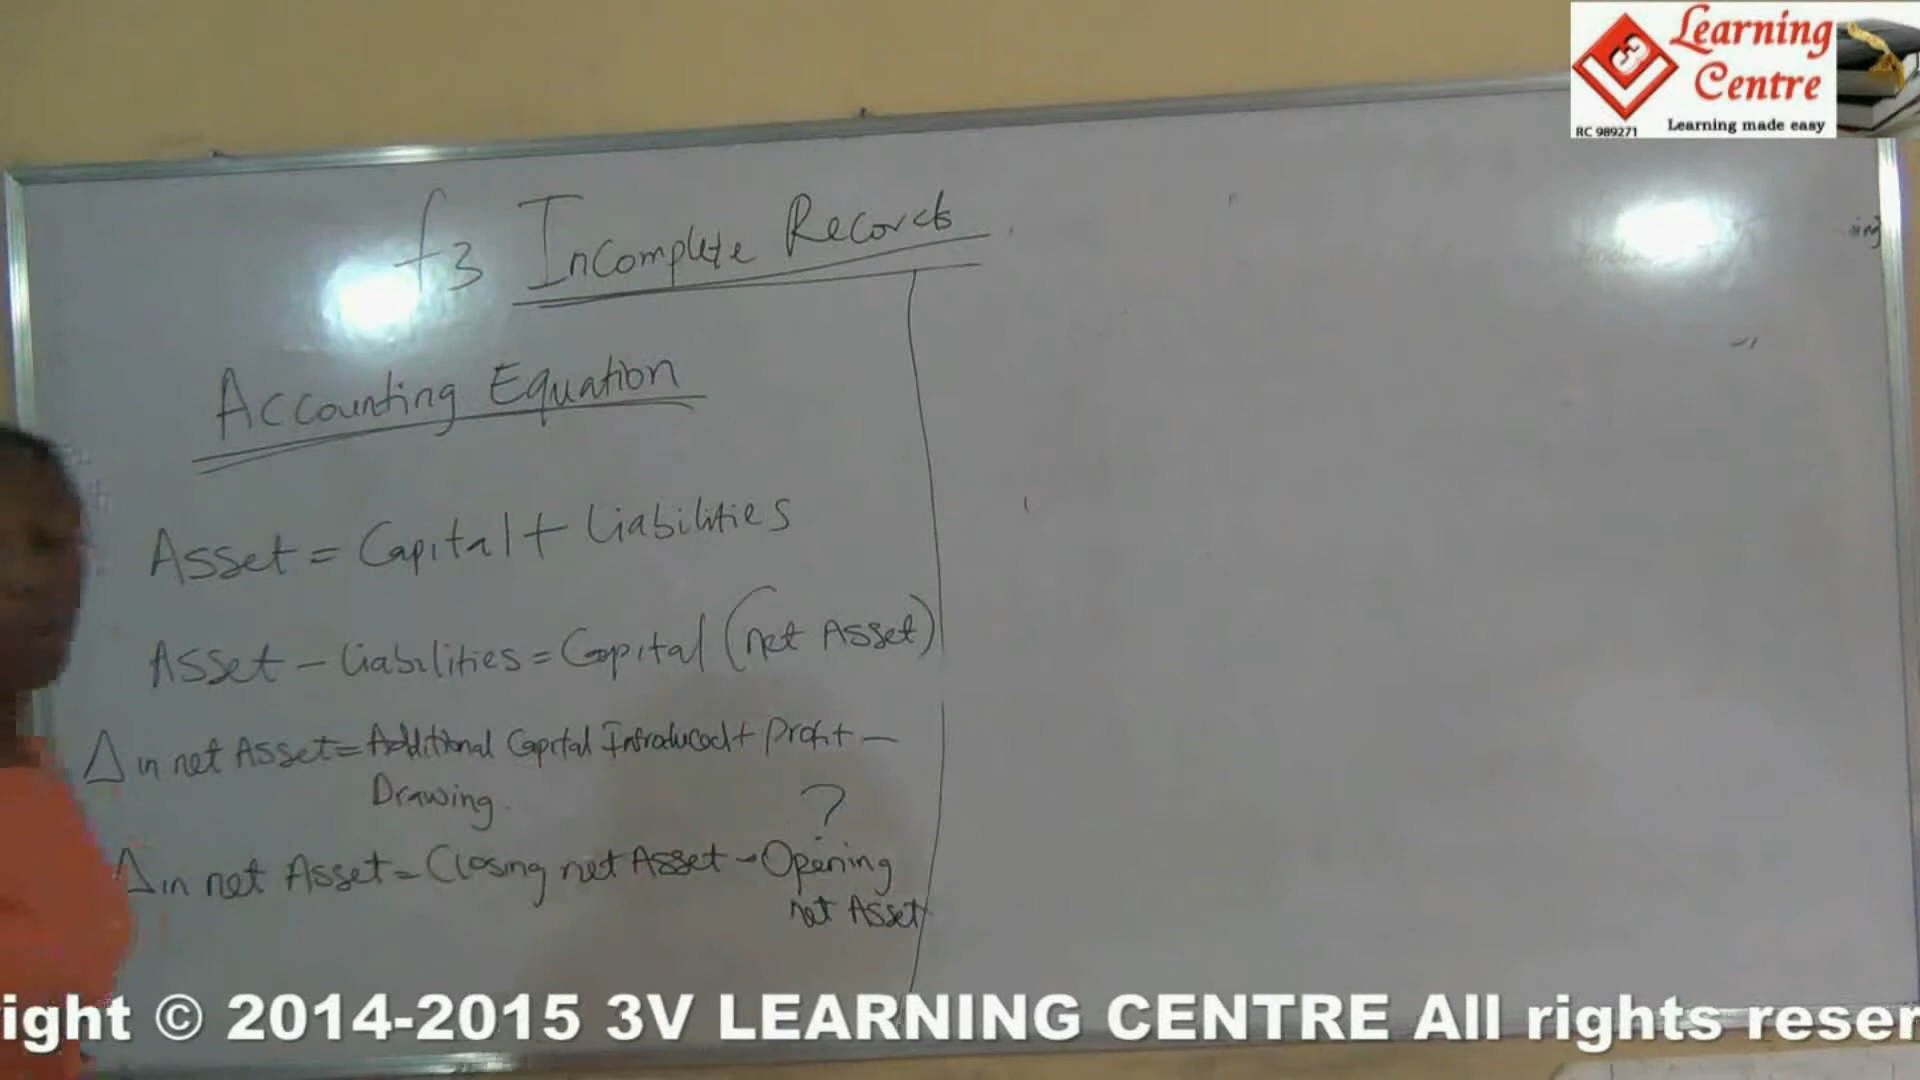 Learning
Centre
Learning made easy
RC 989271
f3 Incomplete Records
Accounting Equation
Asset = Capital + Liabilities
Asset - Liabilities = Capital (net Asset)
Δ in net Asset = Additional Capital Introduced + Profit -
Drawing.
?
Δ in net Asset = Closing net Asset - Opening
net Asset
ight © 2014-2015 3V LEARNING CENTRE All rights reser